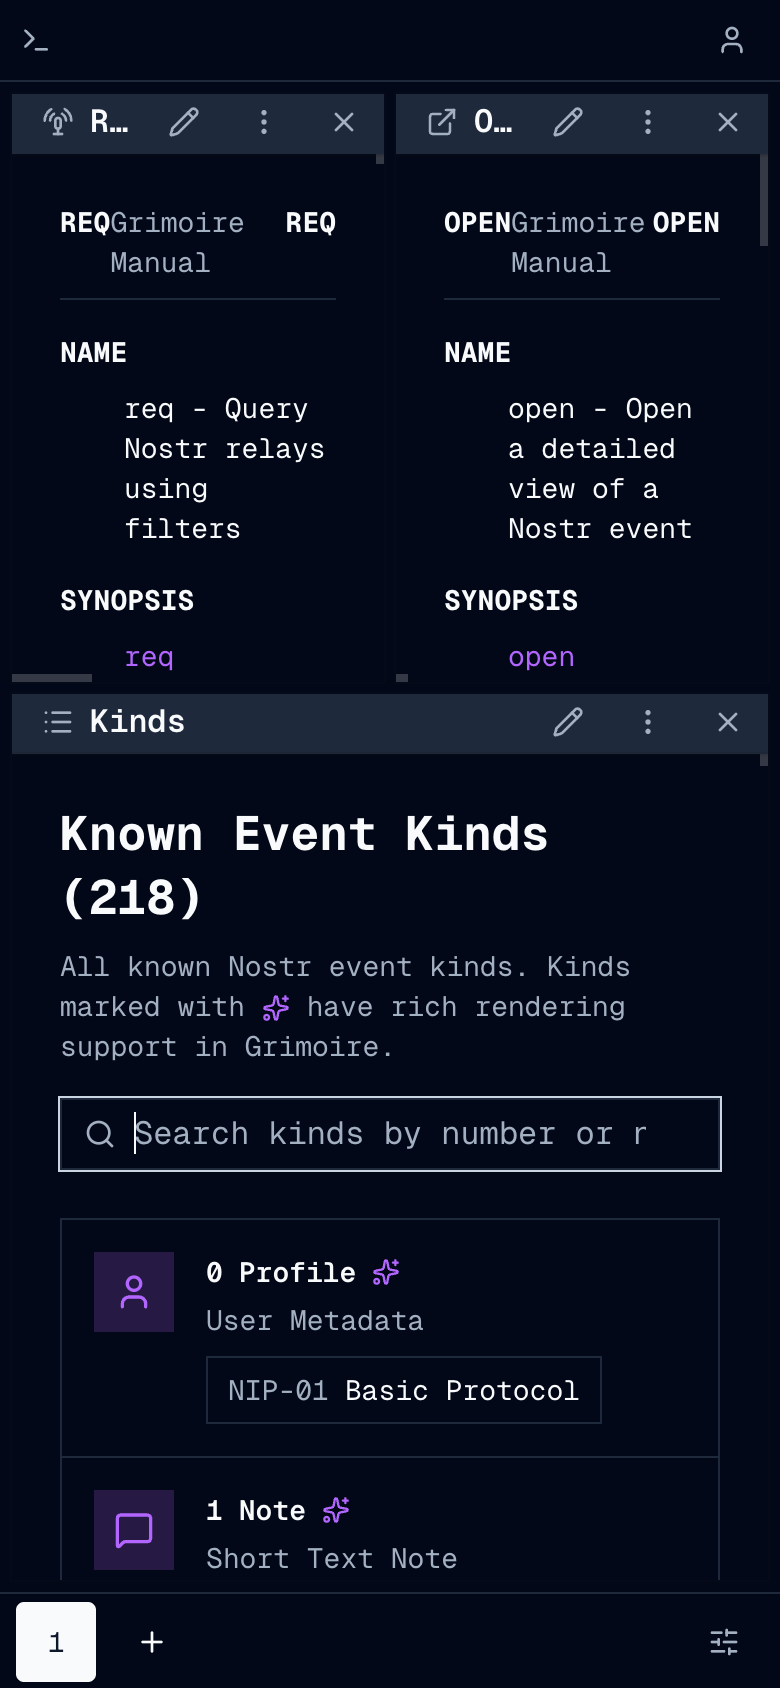 R…
O…
REQ Grimoire Manual REQ
NAME
req - Query
Nostr relays
using
filters
SYNOPSIS
req
OPEN Grimoire Manual OPEN
NAME
open - Open
a detailed
view of a
Nostr event
SYNOPSIS
open
Kinds
Known Event Kinds
(218)
All known Nostr event kinds. Kinds
marked with have rich rendering
support in Grimoire.
Search kinds by number or
0 Profile
User Metadata
NIP-01 Basic Protocol
1 Note
Short Text Note
1